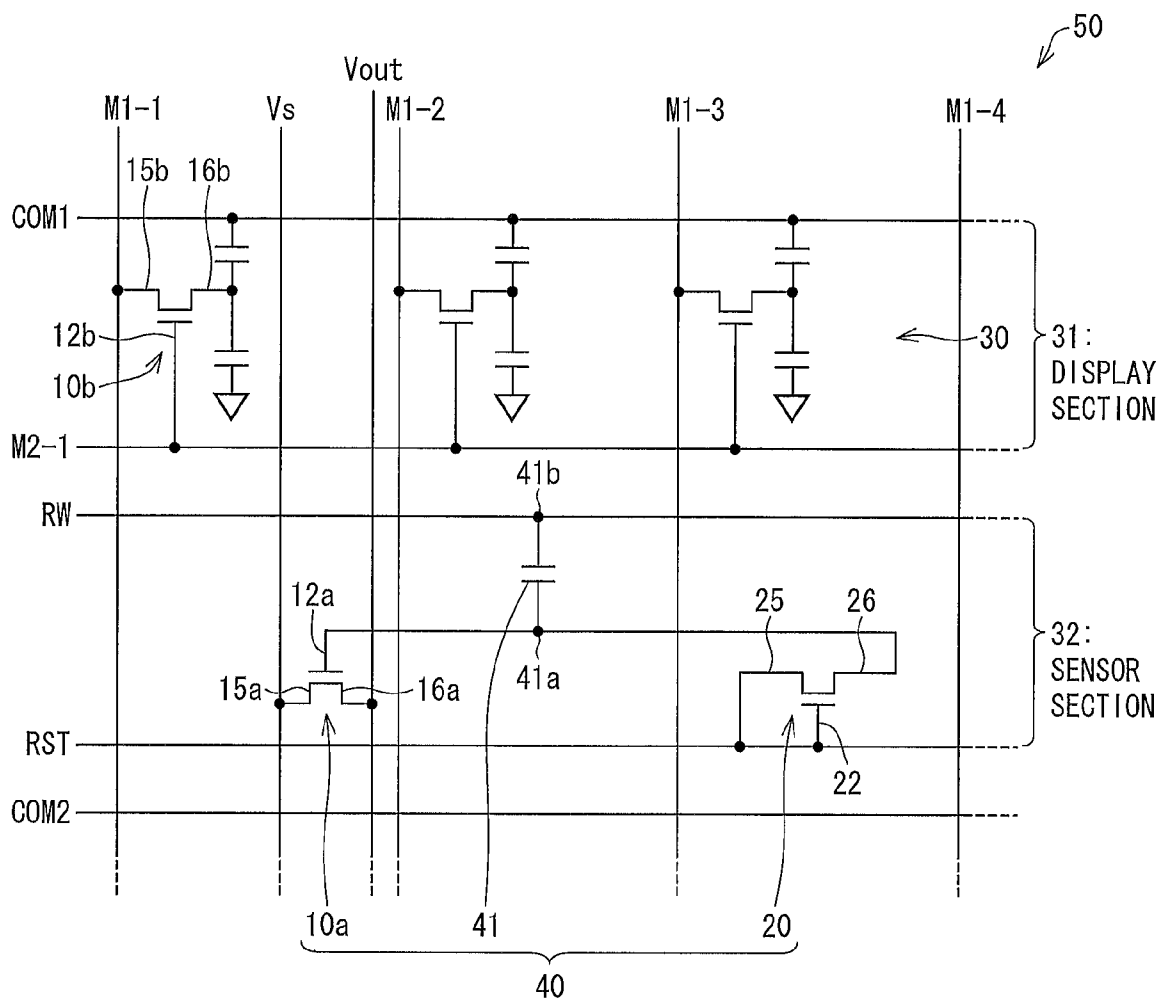 50
Vout
M1-1
Vs
M1-2
M1-3
M1-4
15b
16b
COM1
12b
10b
30
31:
DISPLAY
SECTION
M2-1
41b
RW
12a
25
26
32:
SENSOR
SECTION
15a
16a
41a
RST
20
22
COM2
10a
41
20
40